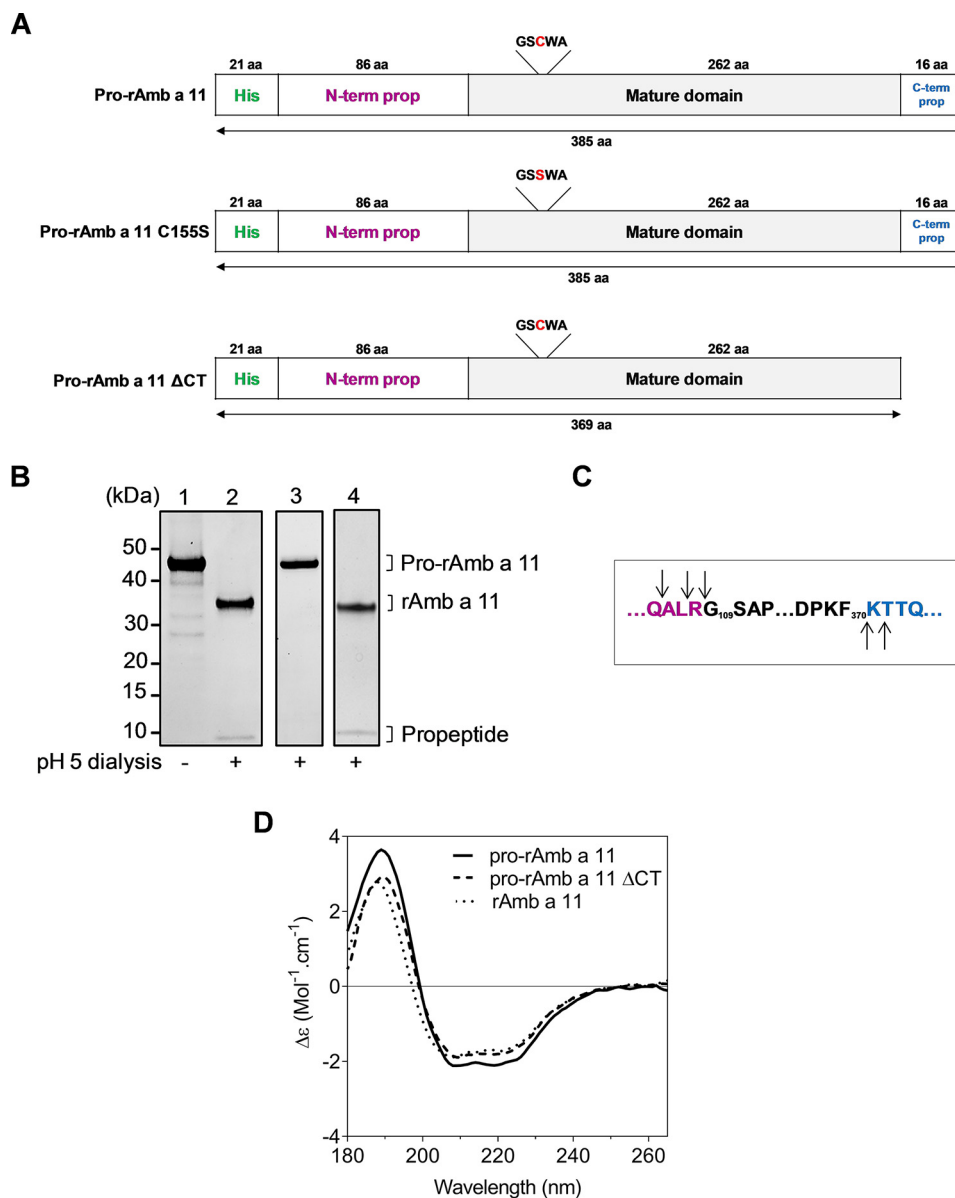 A
GSCWA
21 aa 86 aa 262 aa 16 aa
Pro-rAmb a 11 His N-term prop Mature domain C-term prop
385 aa
GSSWA
21 aa 86 aa 262 aa 16 aa
Pro-rAmb a 11 C155S His N-term prop Mature domain C-term prop
385 aa
GSCWA
21 aa 86 aa 262 aa
Pro-rAmb a 11 ΔCT His N-term prop Mature domain
369 aa
B
(kDa) 1 2 3 4
50
40
30
20
15
10
Pro-rAmb a 11
rAmb a 11
Propeptide
pH 5 dialysis - + + +
C
...QALRG₁₀₉SAP...DPKF₃₇₀KTTQ...
D
4
2
0
-2
-4
Δε (Mol⁻¹.cm⁻¹)
pro-rAmb a 11
pro-rAmb a 11 ΔCT
rAmb a 11
180 200 220 240 260
Wavelength (nm)